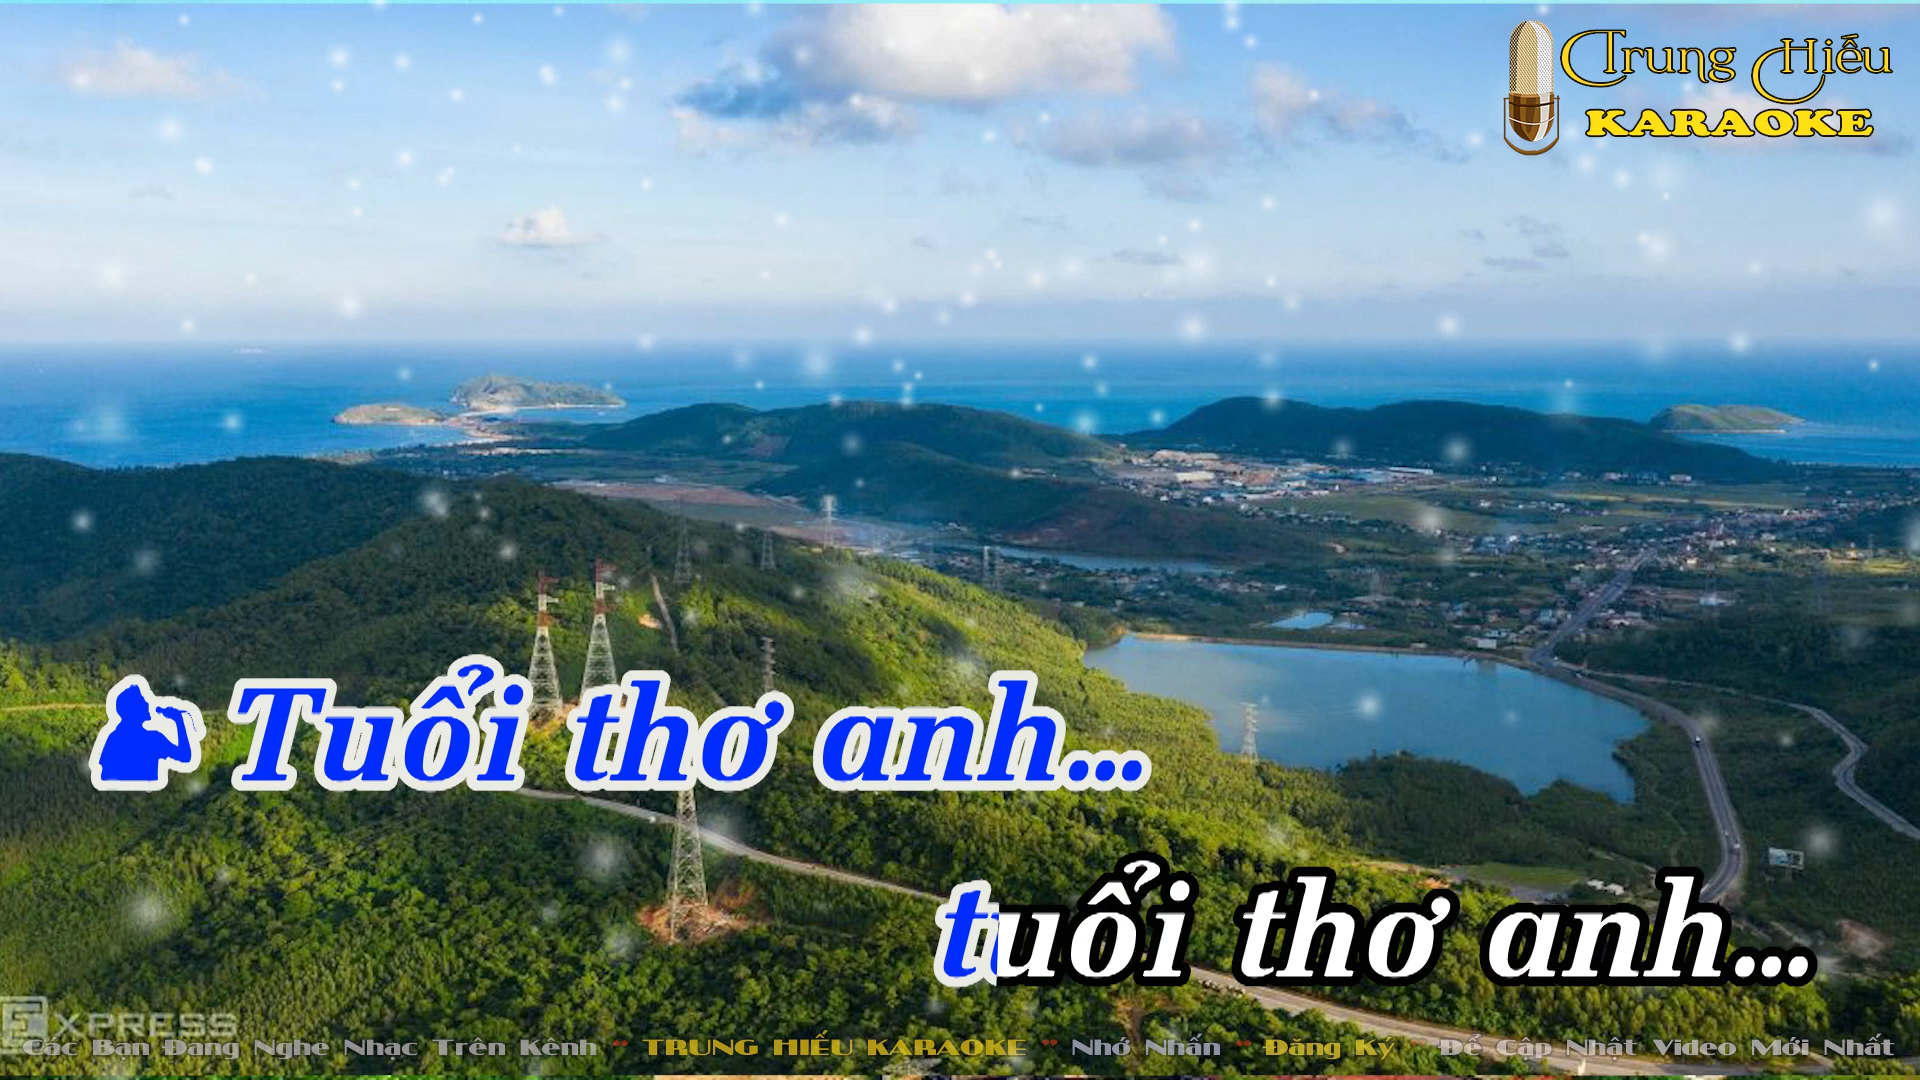 Trung Hiếu
KARAOKE
Tuổi thơ anh...
tuổi thơ anh...
EXPRESS
Các Bạn Đang Nghe Nhạc Trên Kênh " TRUNG HIẾU KARAOKE " Nhớ Nhấn " Đăng Ký " Để Cập Nhật Video Mới Nhất